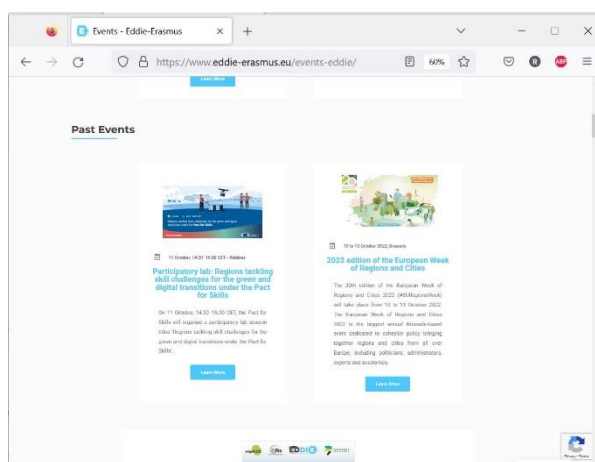 Events - Eddie-Erasmus
https://www.eddie-erasmus.eu/events-eddie/
60%
Learn More
Past Events
11 October, 14:30 16:00 CET - Webinar
Participatory lab: Regions tackling
skill challenges for the green and
digital transitions under the Pact
for Skills
On 11 October 14:30 16:00 CET, the Pact for
Skills will organise a participatory lab session
titled 'Regions tackling skill challenges for the
green and digital transitions under the Pact for
Skills'.
Learn More
10 to 13 October 2022, Brussels
2022 edition of the European Week
of Regions and Cities
The 20th edition of the European Week of
Regions and Cities 2022 (#EURegionsWeek)
will take place from 10 to 13 October 2022.
The European Week of Regions and Cities
2022 is the biggest annual Brussels-based
event dedicated to cohesion policy bringing
together regions and cities from all over
Europe, including politicians, administrators,
experts and academics.
Learn More
EDDIE
Privacy - Terms